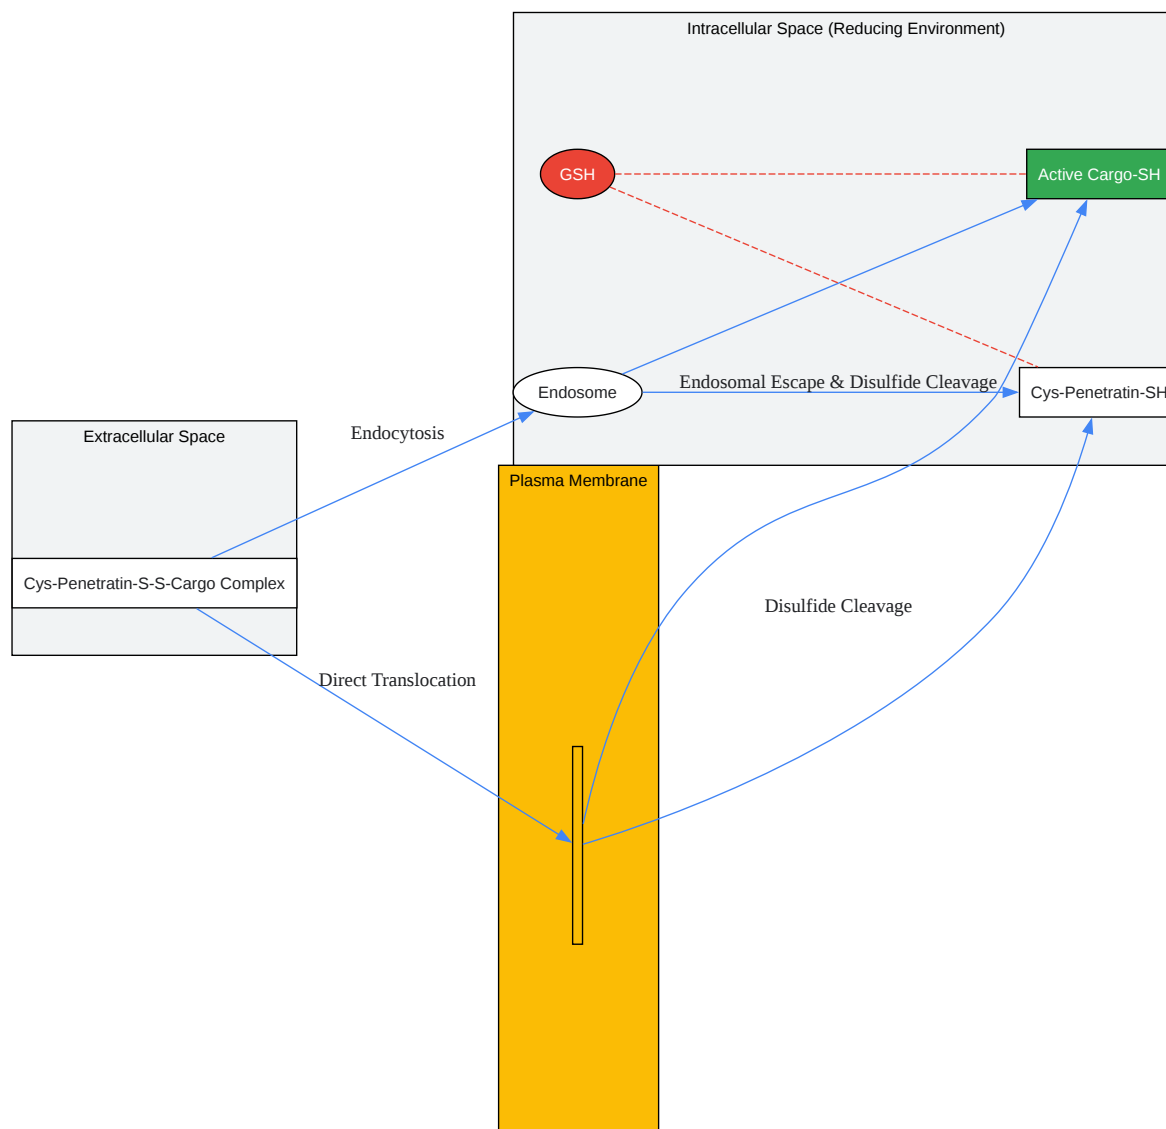 Intracellular Space (Reducing Environment)
GSH
Active Cargo-SH
Endosomal Escape & Disulfide Cleavage
Endosome
Cys-Penetratin-SH
Extracellular Space
Endocytosis
Plasma Membrane
Cys-Penetratin-S-S-Cargo Complex
Disulfide Cleavage
Direct Translocation